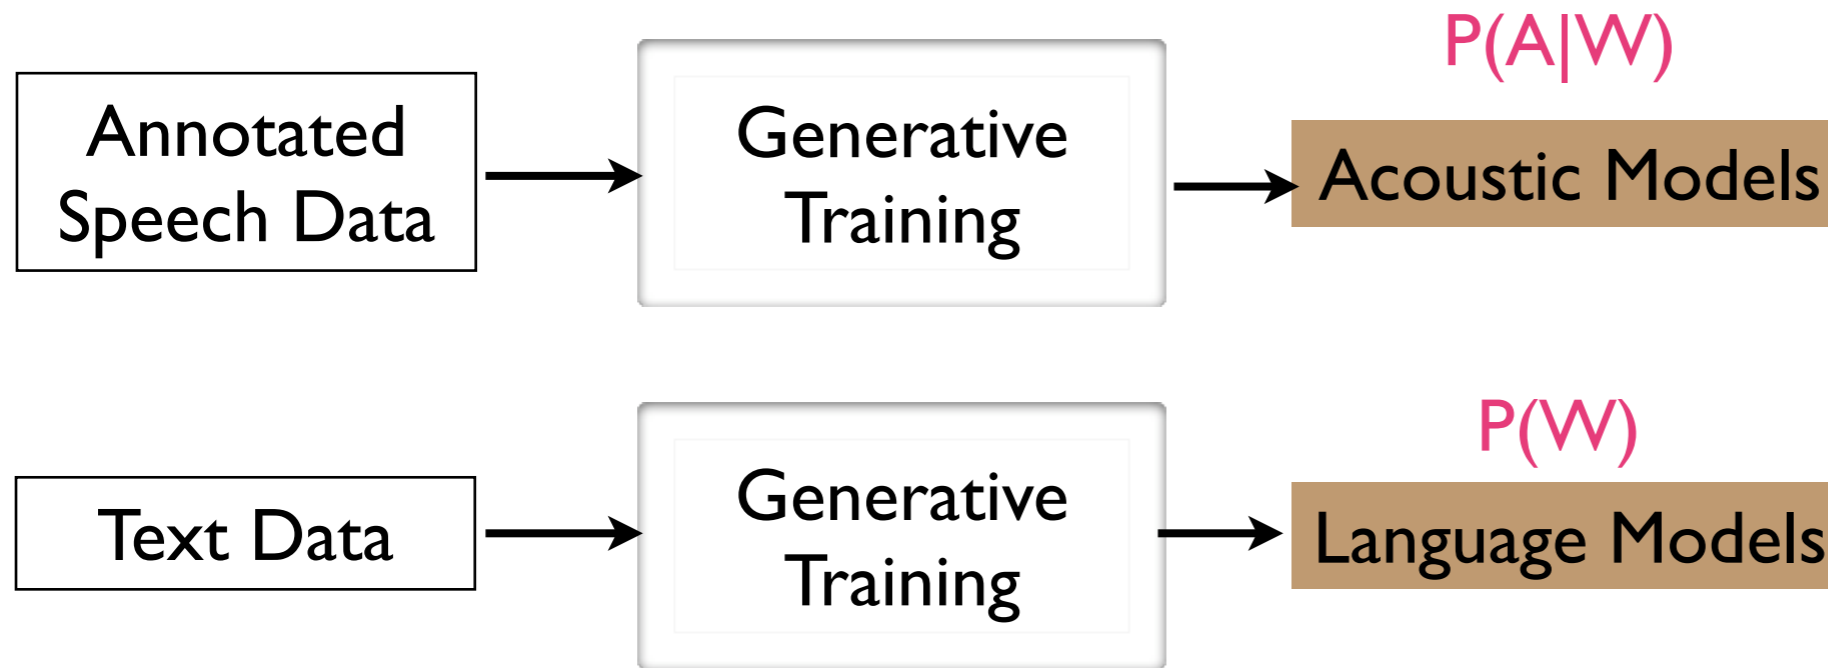 Annotated
Speech Data
Generative
Training
P(A|W)
Acoustic Models
Text Data
Generative
Training
P(W)
Language Models